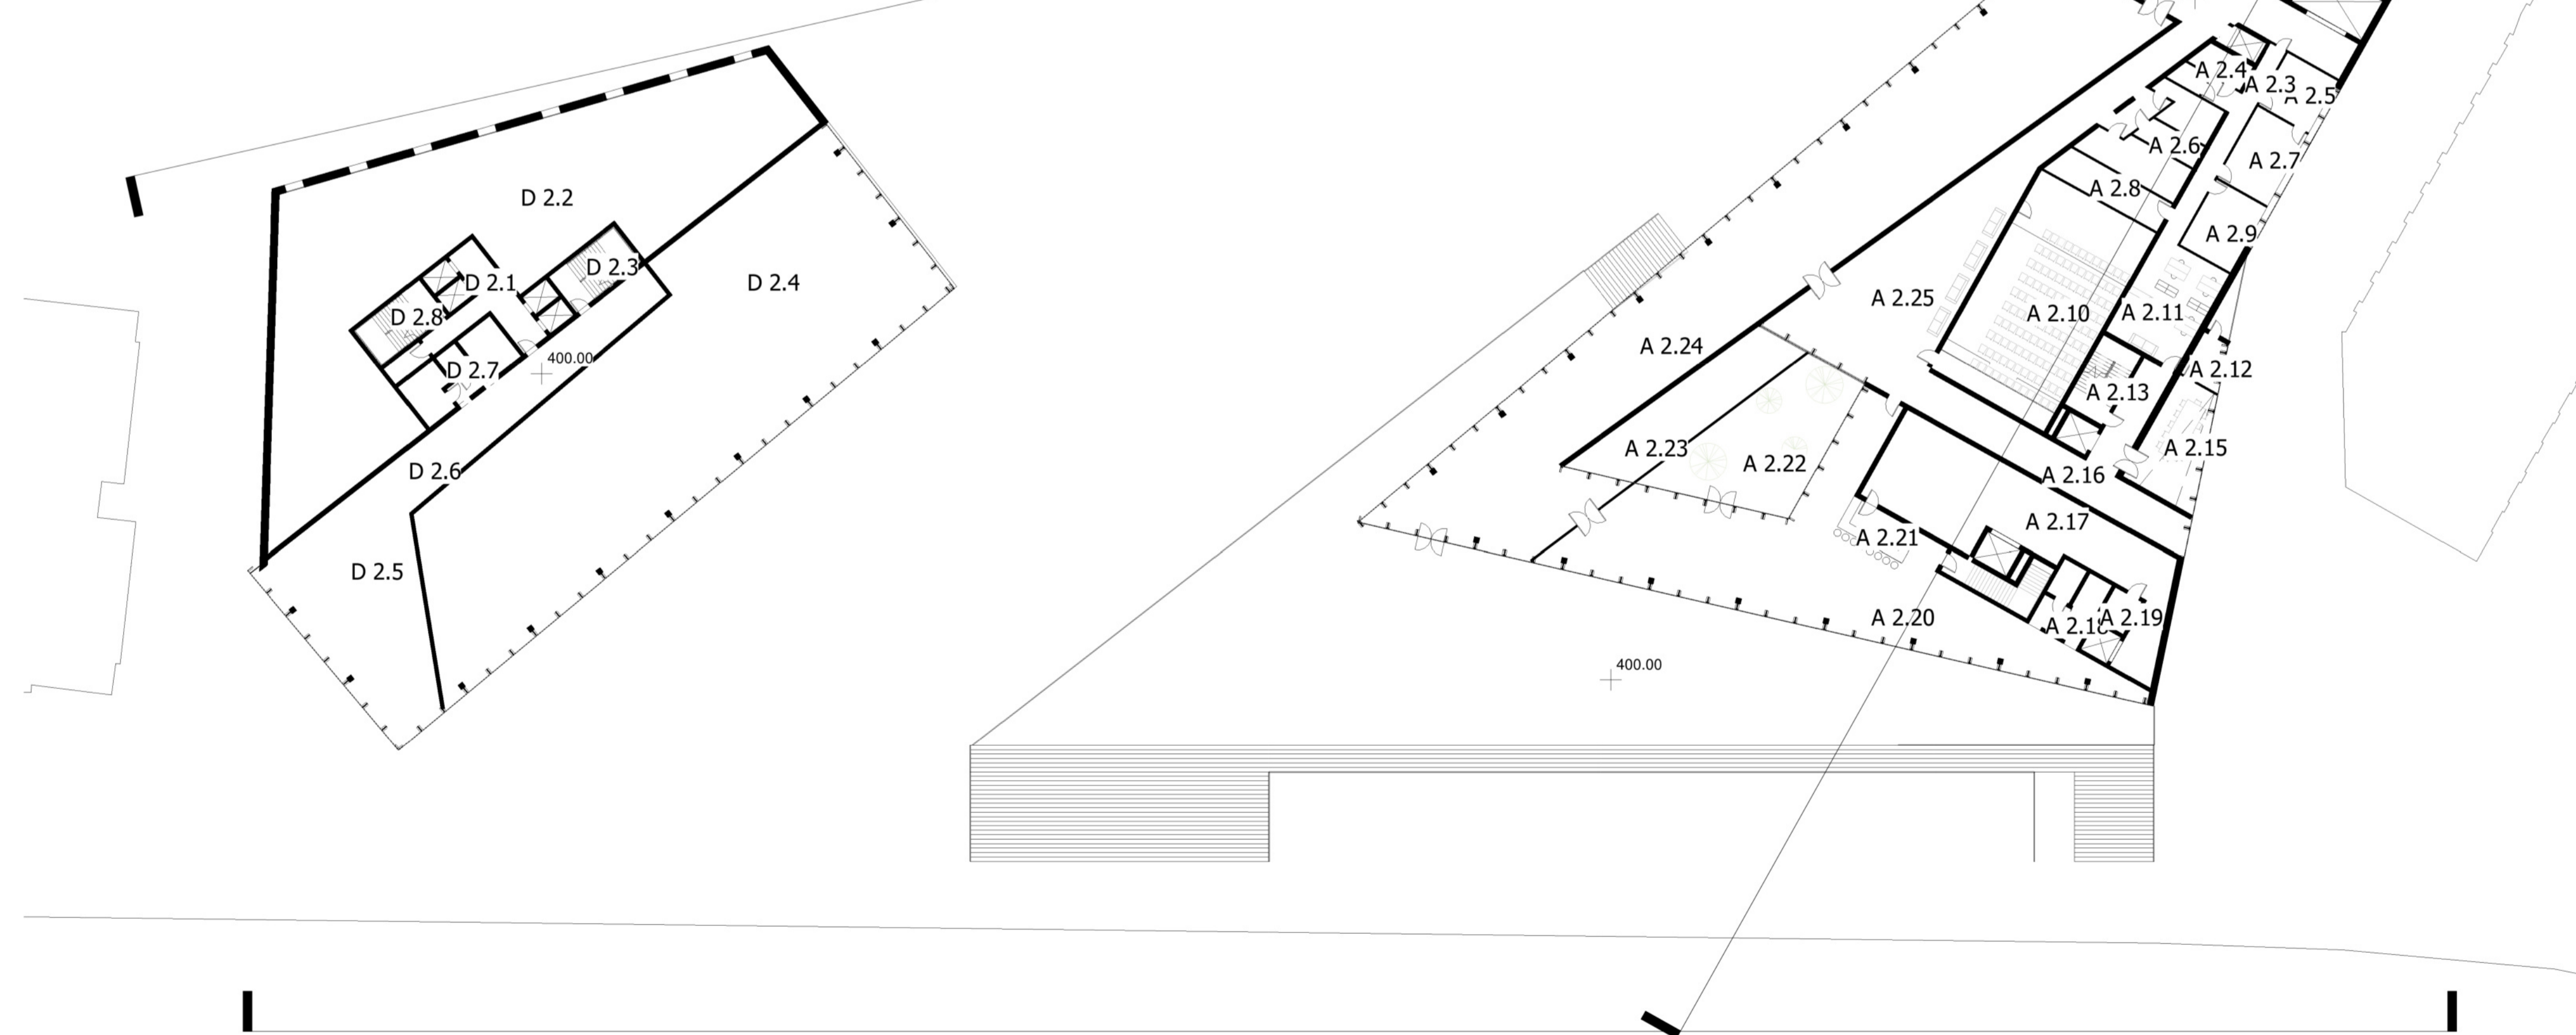 A 2.4
A 2.3
A 2.5
A 2.6
A 2.7
A 2.8
D 2.2
A 2.9
D 2.3
D 2.1
D 2.4
A 2.25
A 2.10
A 2.11
D 2.8
A 2.24
400.00
D 2.7
A 2.12
A 2.13
A 2.23
A 2.15
A 2.22
D 2.6
A 2.16
A 2.17
A 2.21
D 2.5
A 2.20
A 2.18
A 2.19
400.00